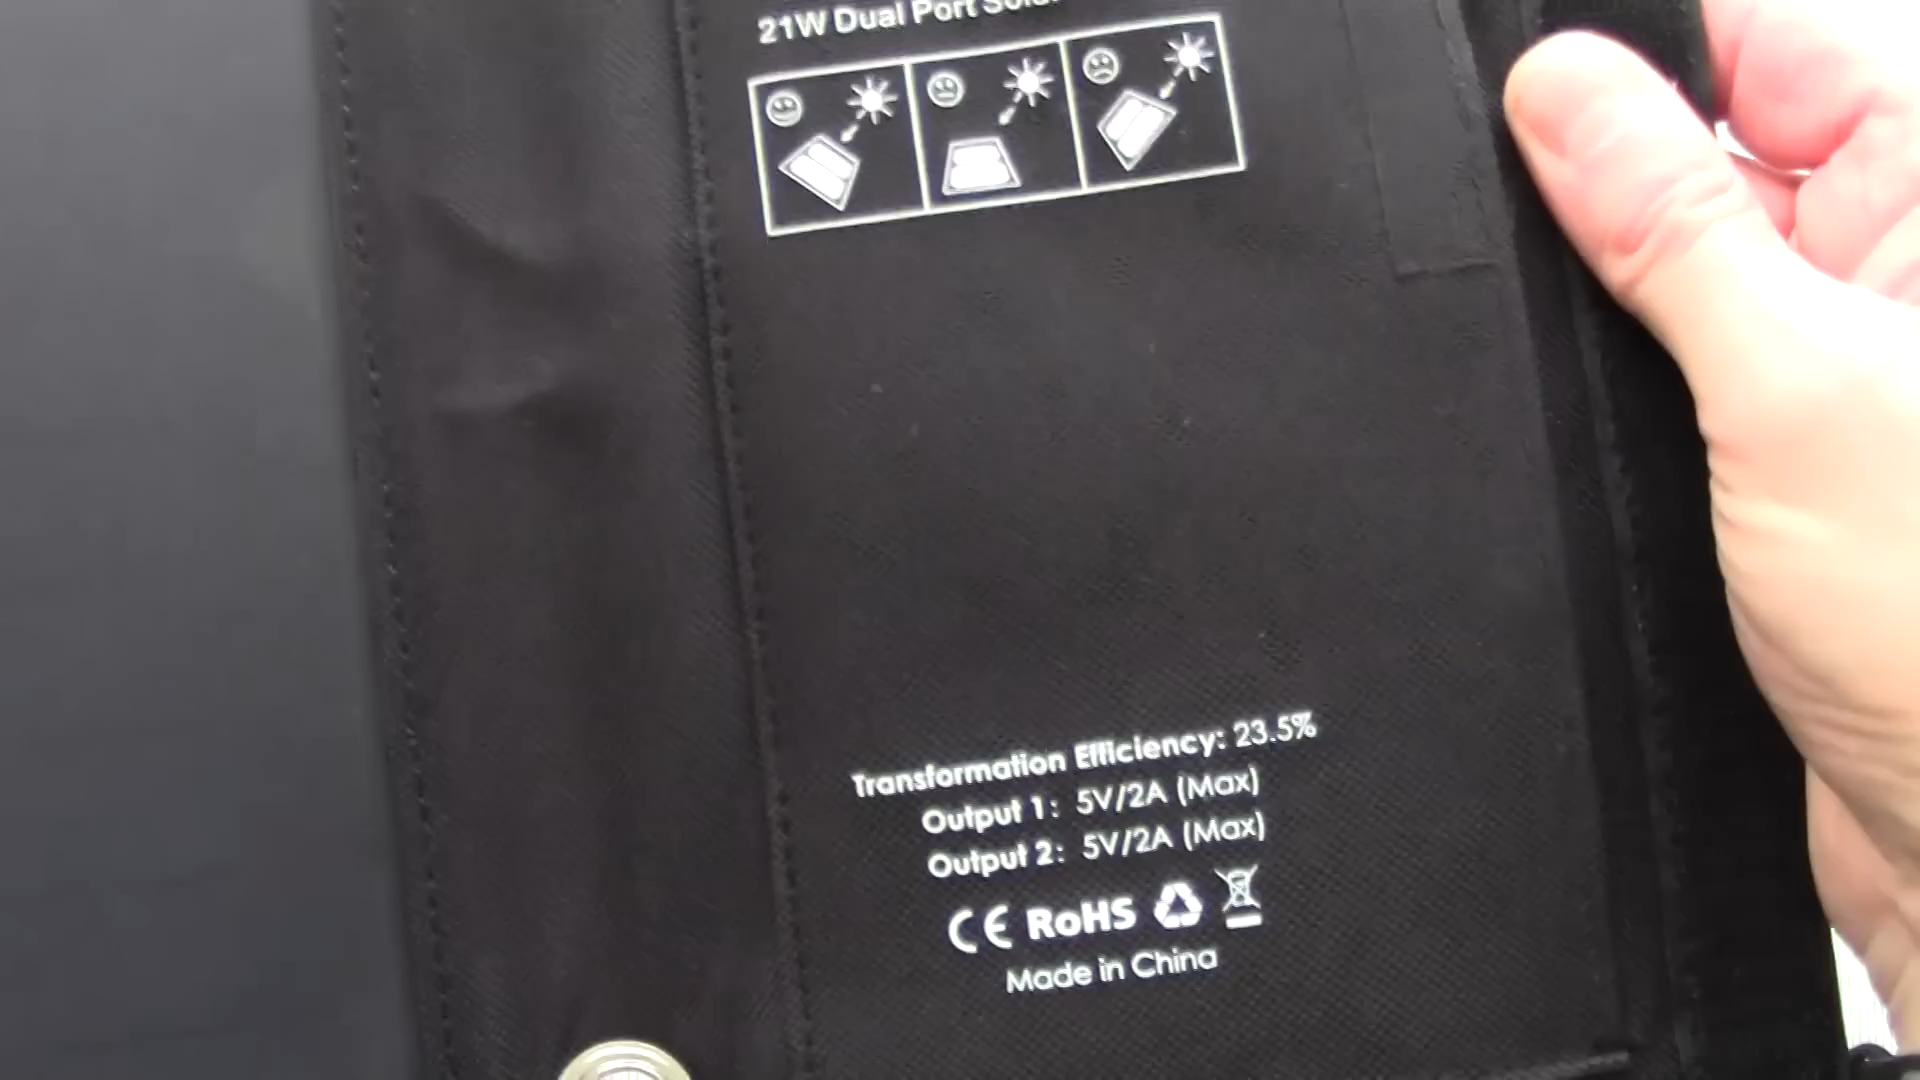 21W Dual Port
Transformation Efficiency: 23.5%
Output 1: 5V/2A (Max)
Output 2: 5V/2A (Max)
CE RoHS
Made in China